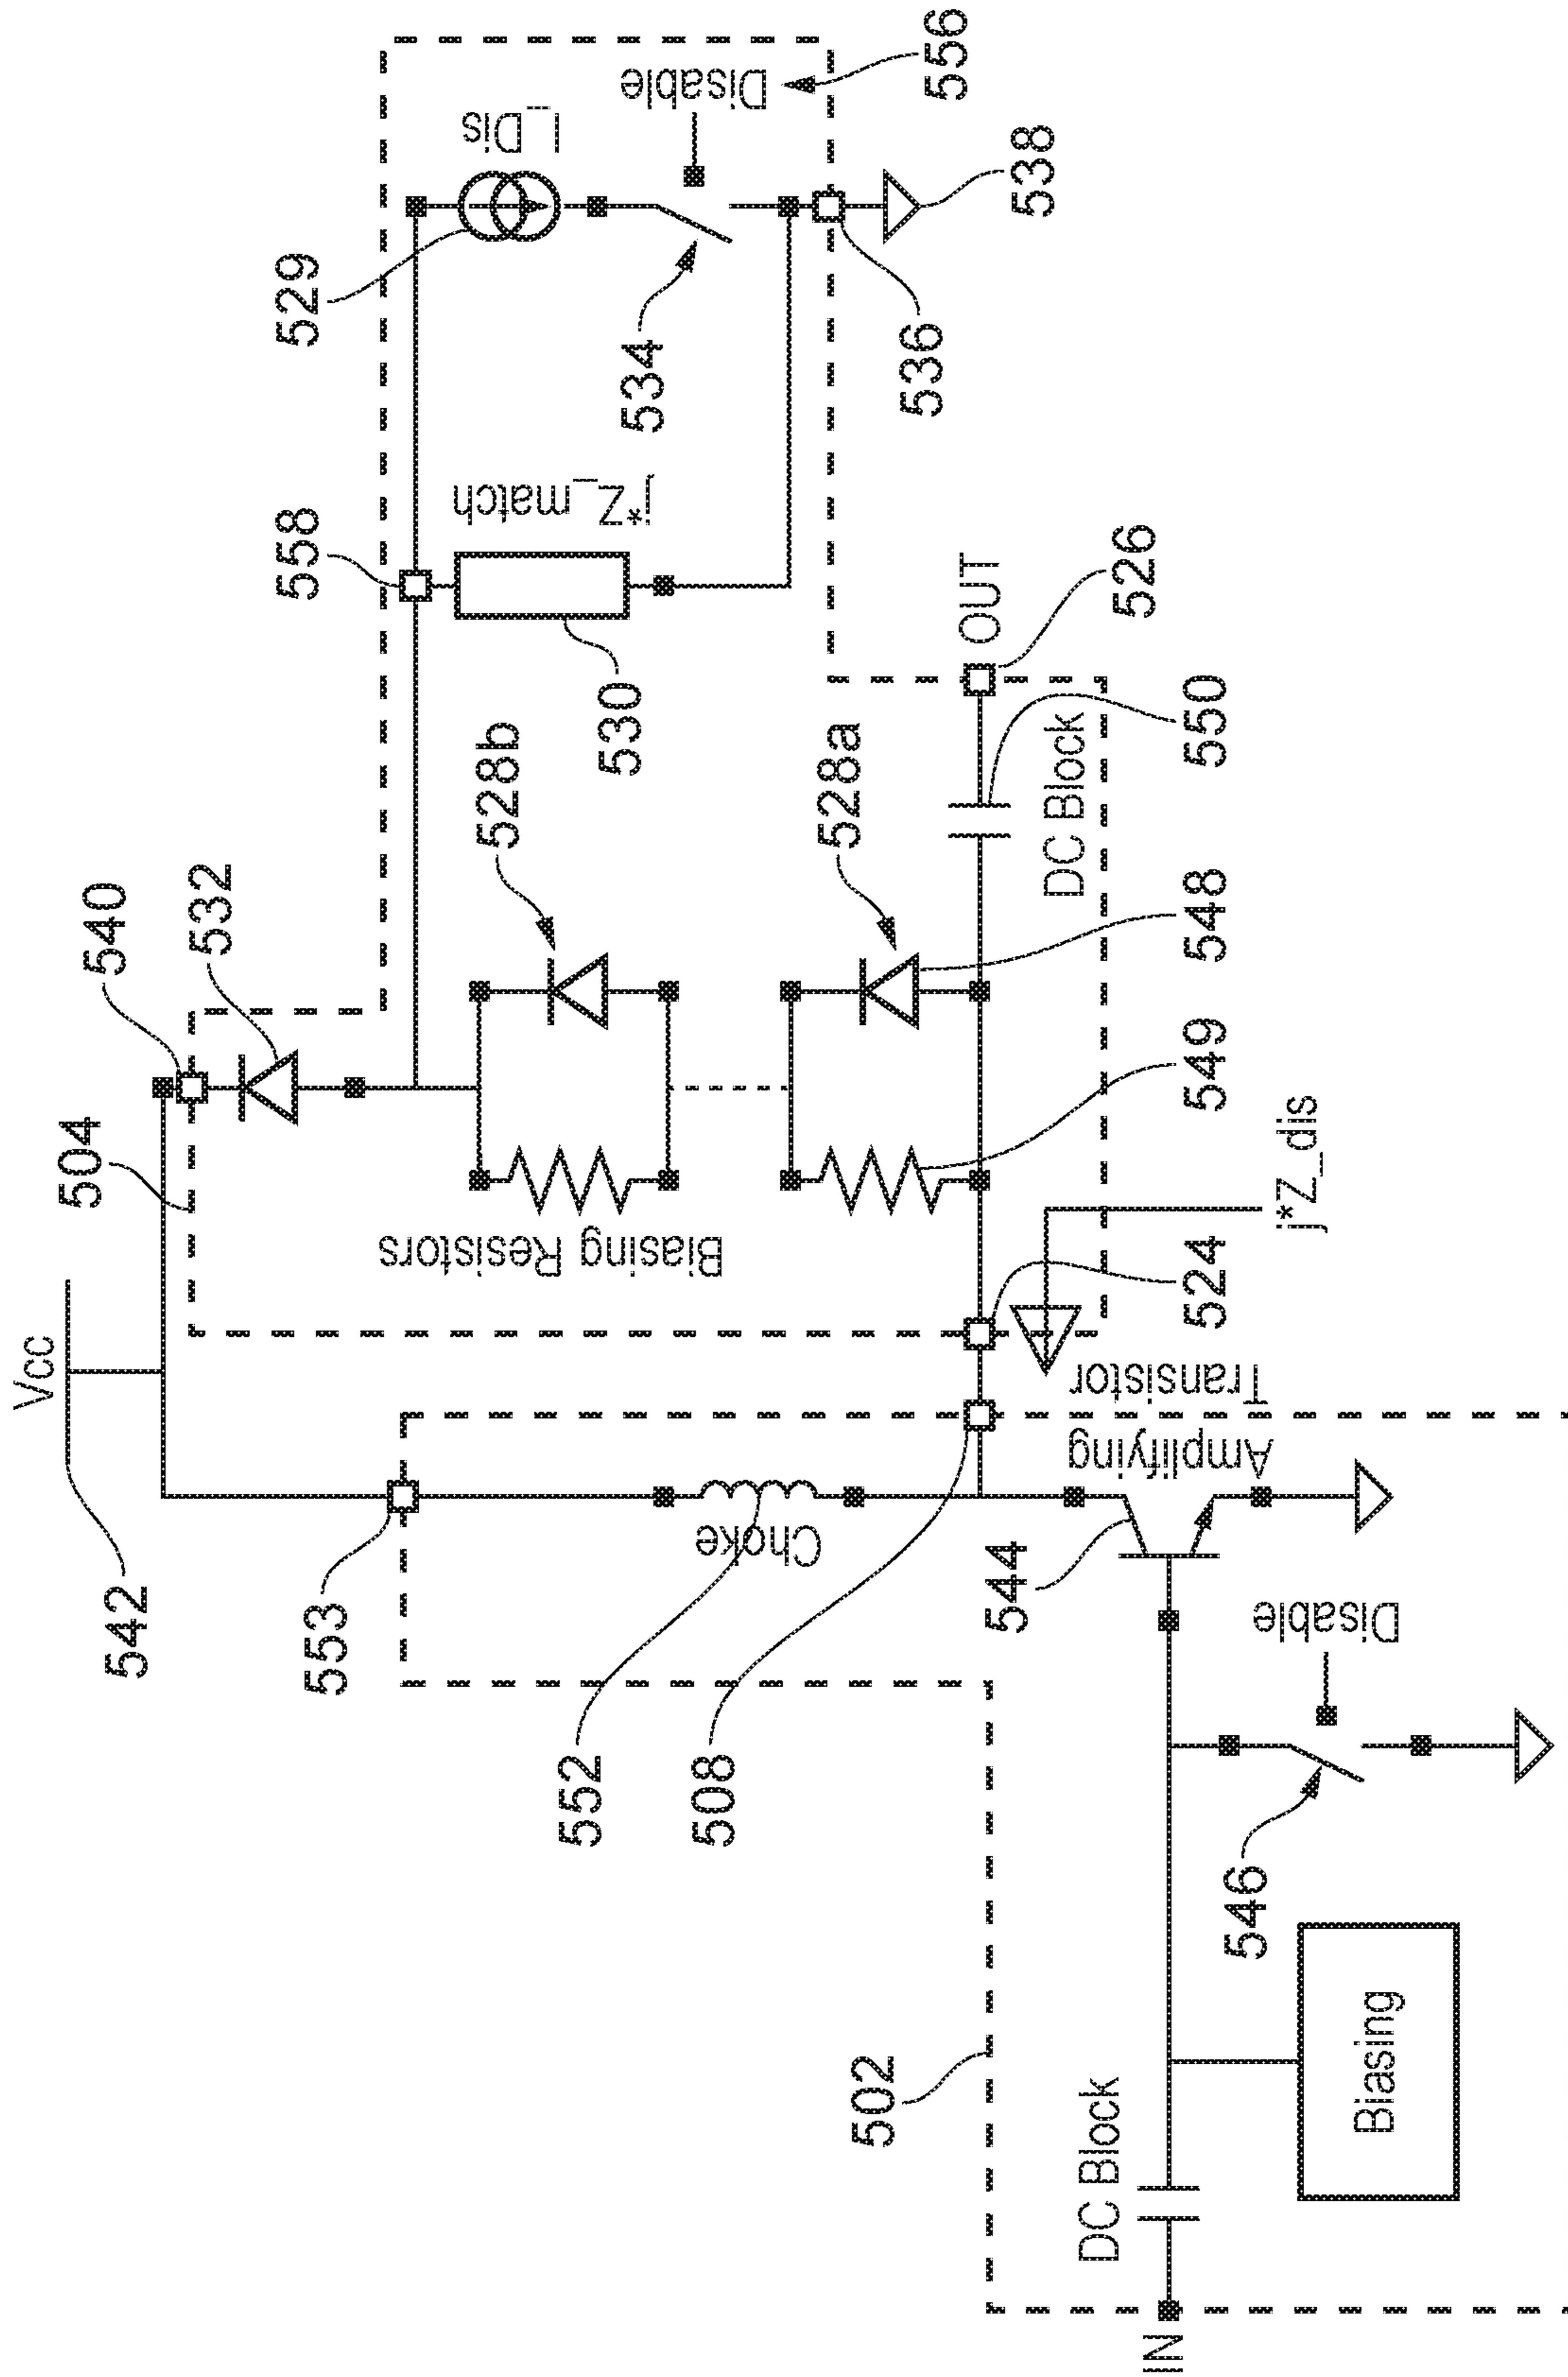 Vcc
542
504
540
532
553
558
529
I_Dis
Disable
556
538
534
536
j*Z_match
530
528b
528a
Biasing Resistors
Choke
552
508
OUT
526
DC Block
550
548
549
j*Z_dis
524
Amplifying
Transistor
544
Disable
546
502
DC Block
Biasing
IN